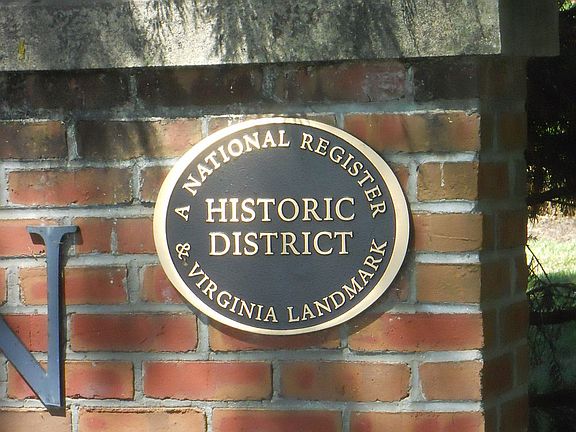 A NATIONAL REGISTER
HISTORIC
DISTRICT
& VIRGINIA LANDMARK
N